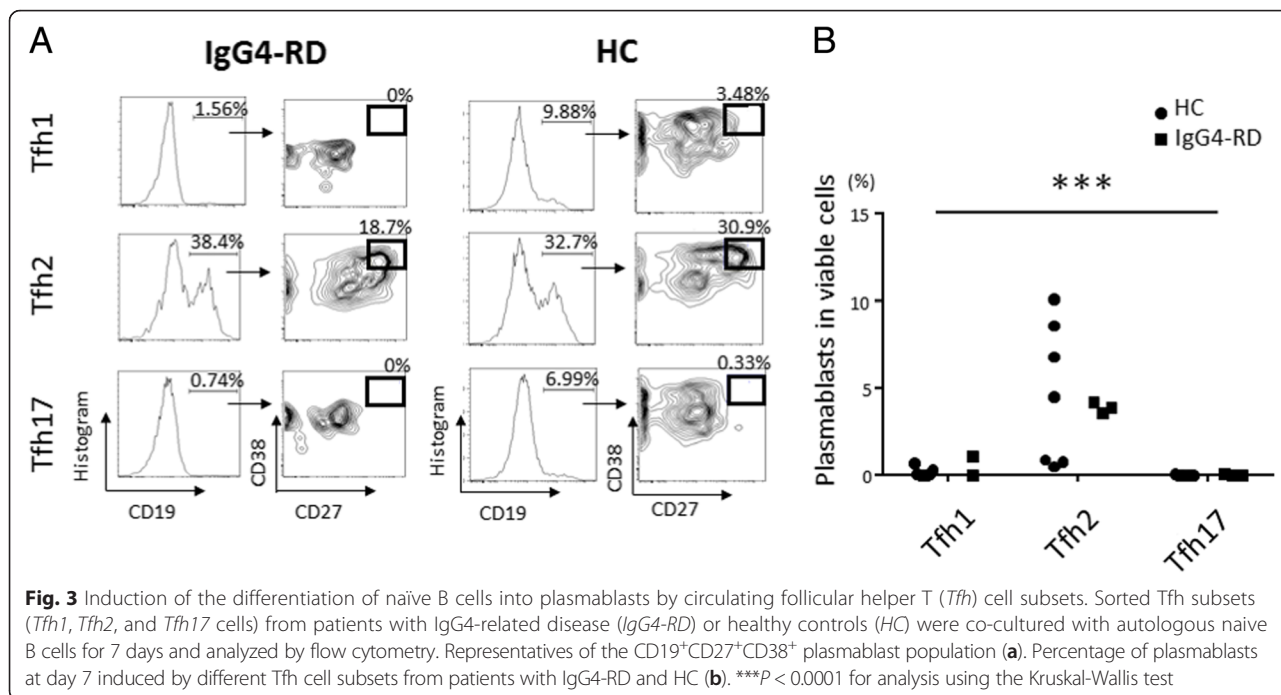 A
IgG4-RD
HC
Tfh1
1.56%
0%
9.88%
3.48%
Tfh2
38.4%
18.7%
32.7%
30.9%
Tfh17
0.74%
0%
6.99%
0.33%
Histogram
CD19
CD38
CD27
Histogram
CD19
CD38
CD27
B
HC
IgG4-RD
(%)
***
Plasmablasts in viable cells
15
10
5
0
Tfh1
Tfh2
Tfh17
Fig. 3 Induction of the differentiation of naïve B cells into plasmablasts by circulating follicular helper T (Tfh) cell subsets. Sorted Tfh subsets
(Tfh1, Tfh2, and Tfh17 cells) from patients with IgG4-related disease (IgG4-RD) or healthy controls (HC) were co-cultured with autologous naive
B cells for 7 days and analyzed by flow cytometry. Representatives of the CD19⁺CD27⁺CD38⁺ plasmablast population (a). Percentage of plasmablasts
at day 7 induced by different Tfh cell subsets from patients with IgG4-RD and HC (b). ***P < 0.0001 for analysis using the Kruskal-Wallis test